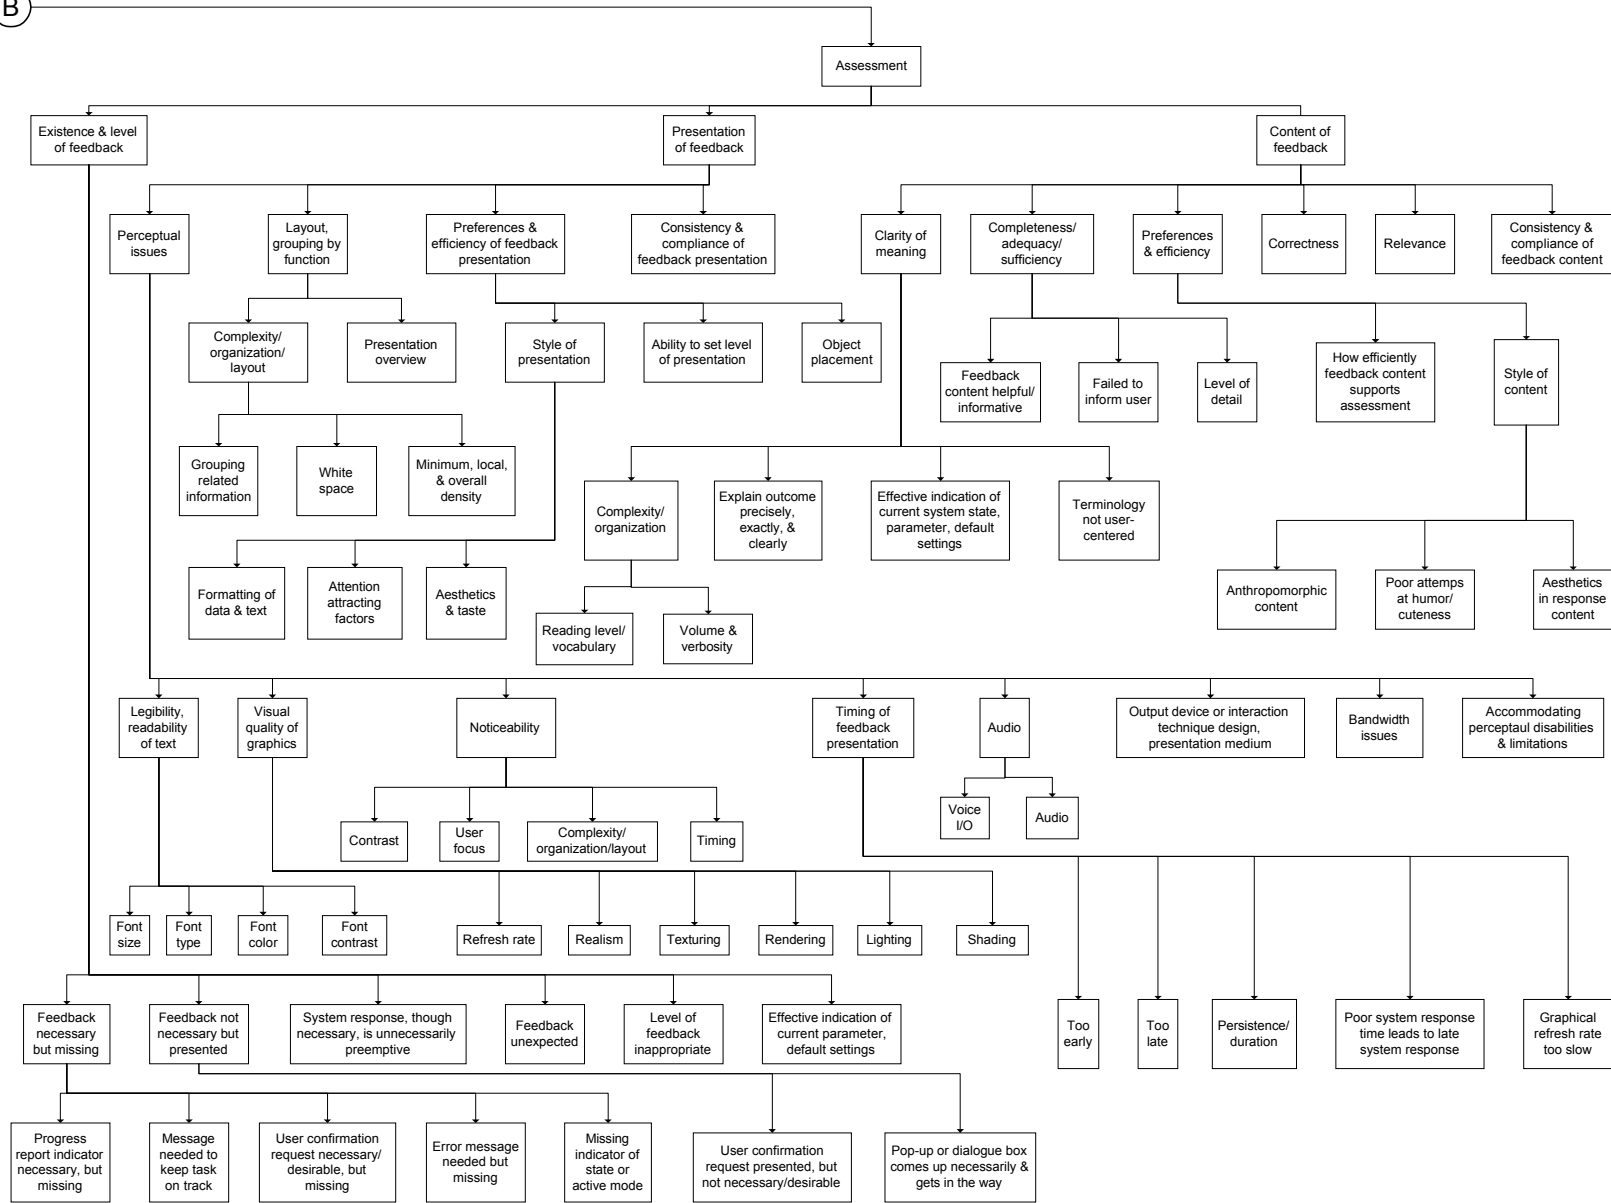 B
Assessment
Existence & level
of feedback
Presentation
of feedback
Content of
feedback
Perceptual
issues
Layout,
grouping by
function
Preferences &
efficiency of feedback
presentation
Consistency &
compliance of
feedback presentation
Clarity of
meaning
Completeness/
adequacy/
sufficiency
Preferences
& efficiency
Correctness
Relevance
Consistency &
compliance of
feedback content
Complexity/
organization/
layout
Presentation
overview
Style of
presentation
Ability to set level
of presentation
Object
placement
Feedback
content helpful/
informative
Failed to
inform user
Level of
detail
How efficiently
feedback content
supports
assessment
Style of
content
Grouping
related
information
White
space
Minimum, local,
& overall
density
Complexity/
organization
Explain outcome
precisely,
exactly, &
clearly
Effective indication of
current system state,
parameter, default
settings
Terminology
not user-
centered
Formatting of
data & text
Attention
attracting
factors
Aesthetics
& taste
Reading level/
vocabulary
Volume &
verbosity
Anthropomorphic
content
Poor attemps
at humor/
cuteness
Aesthetics
in response
content
Legibility,
readability
of text
Visual
quality of
graphics
Noticeability
Timing of
feedback
presentation
Audio
Output device or interaction
technique design,
presentation medium
Bandwidth
issues
Accommodating
perceptaul disabilities
& limitations
Contrast
User
focus
Complexity/
organization/layout
Timing
Voice
I/O
Audio
Font
size
Font
type
Font
color
Font
contrast
Refresh rate
Realism
Texturing
Rendering
Lighting
Shading
Feedback
necessary
but missing
Feedback not
necessary but
presented
System response, though
necessary, is unnecessarily
preemptive
Feedback
unexpected
Level of
feedback
inappropriate
Effective indication of
current parameter,
default settings
Too
early
Too
late
Persistence/
duration
Poor system response
time leads to late
system response
Graphical
refresh rate
too slow
Progress
report indicator
necessary, but
missing
Message
needed to
keep task
on track
User confirmation
request necessary/
desirable, but
missing
Error message
needed but
missing
Missing
indicator of
state or
active mode
User confirmation
request presented, but
not necessary/desirable
Pop-up or dialogue box
comes up necessarily &
gets in the way